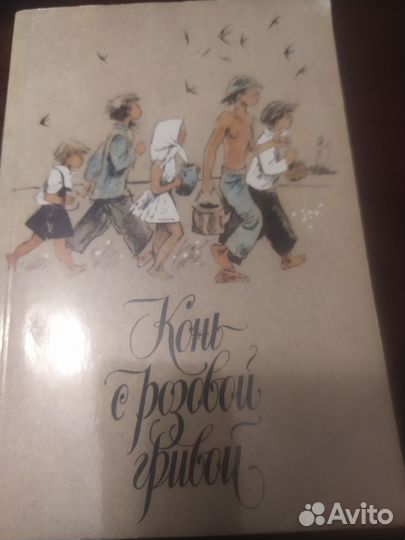 Конь
с розовой
гривой
Avito